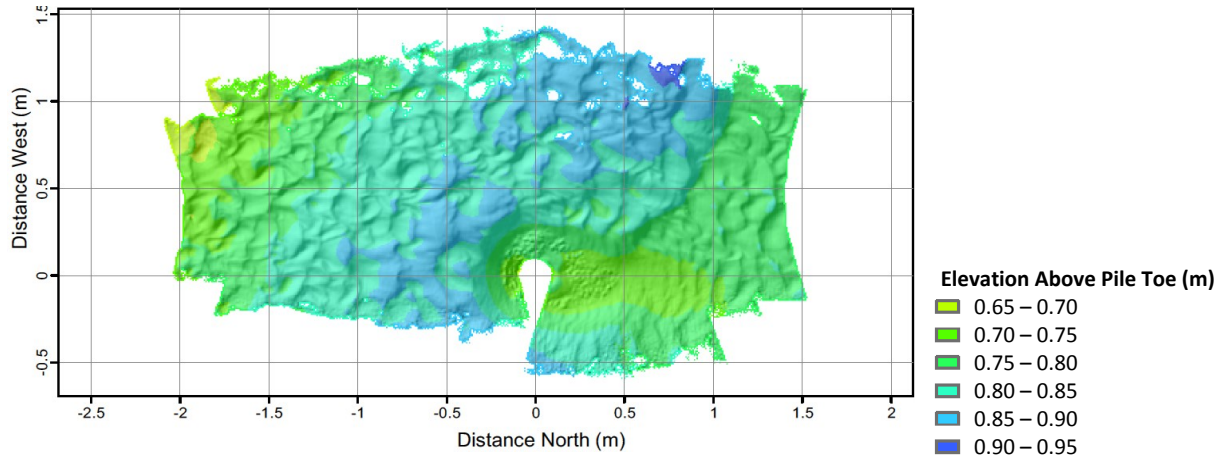 1.5
1
0.5
0
-0.5
Distance West (m)
-2.5 -2 -1.5 -1 -0.5 0 0.5 1 1.5 2
Distance North (m)
Elevation Above Pile Toe (m)
0.65 – 0.70
0.70 – 0.75
0.75 – 0.80
0.80 – 0.85
0.85 – 0.90
0.90 – 0.95